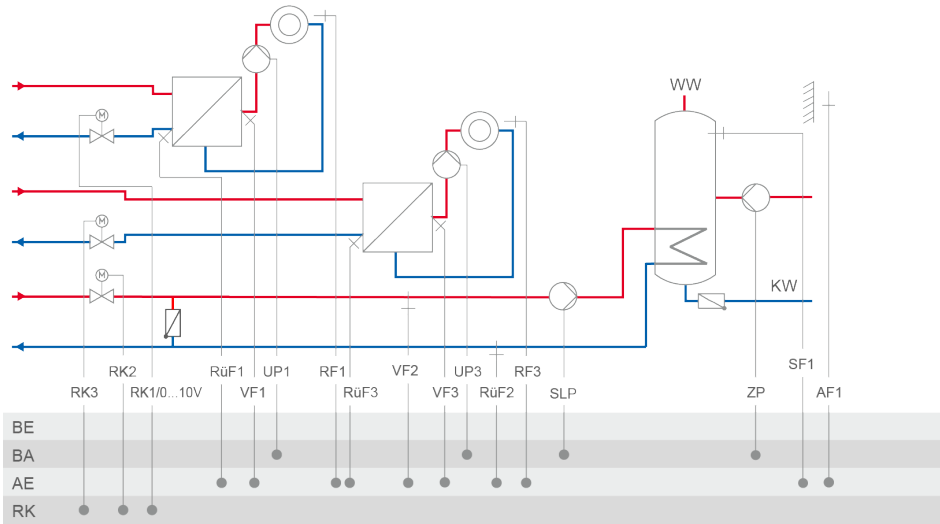 WW
M
M
M
KW
RK2 RüF1 UP1 RF1 VF2 UP3 RF3 SF1
RK3 RK1/0...10V VF1 RüF3 VF3 RüF2 SLP ZP AF1
BE
BA
AE
RK